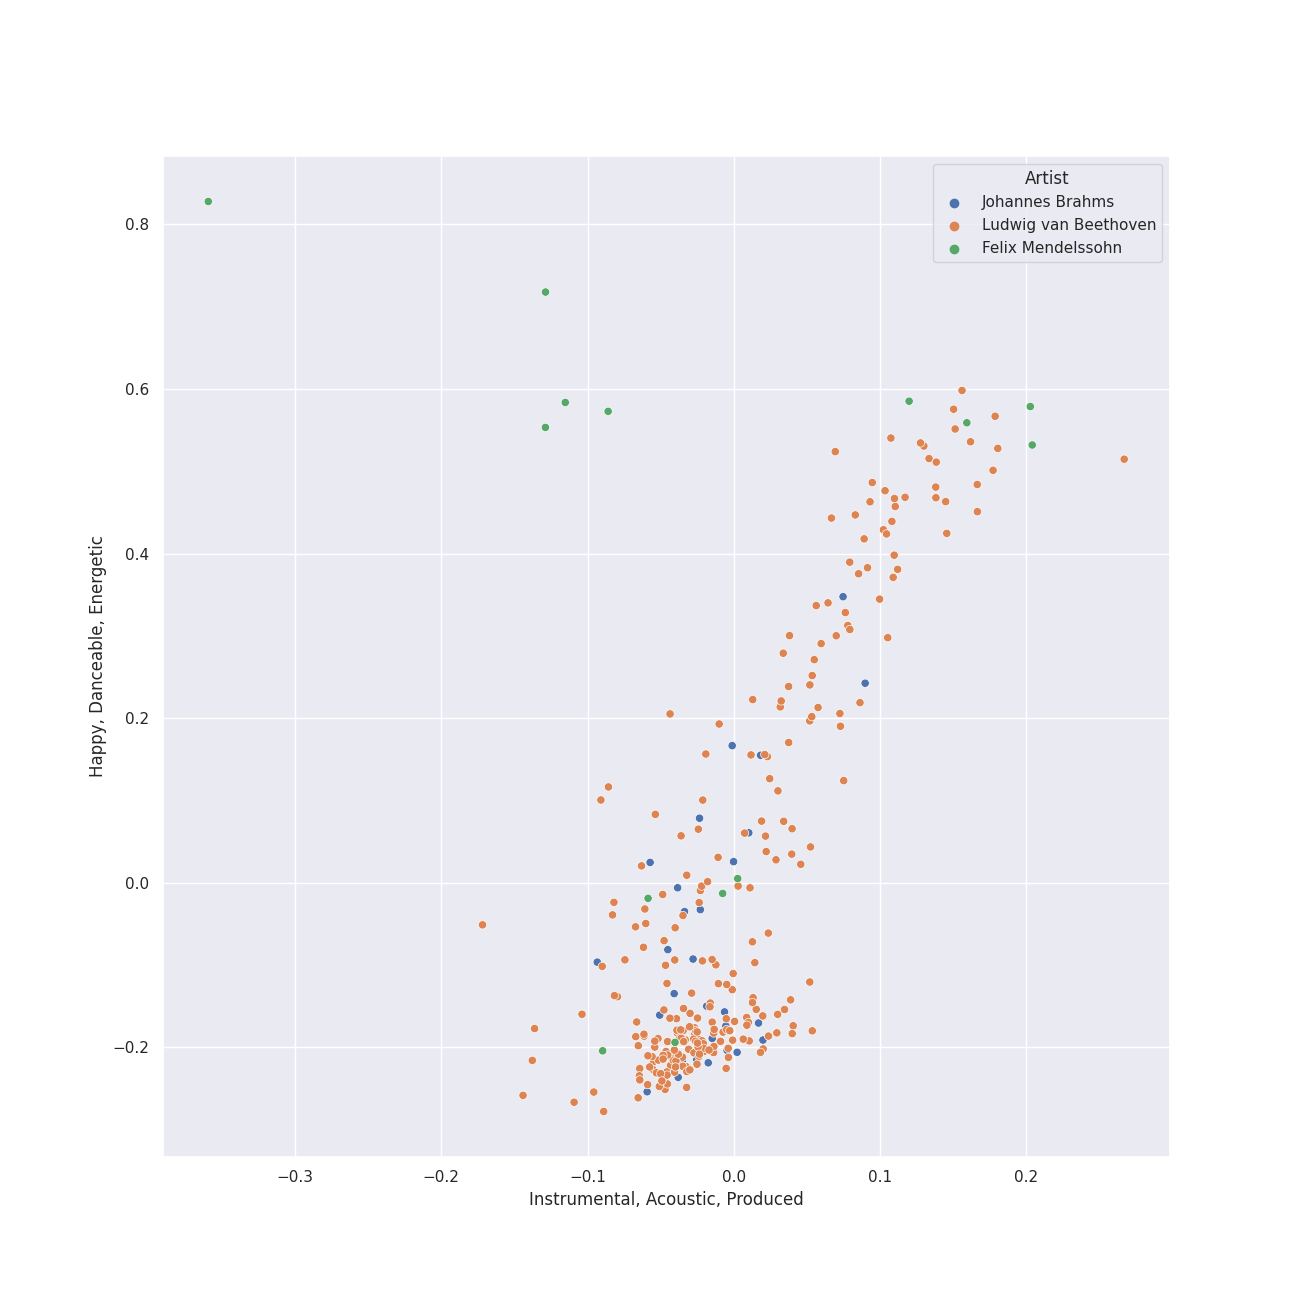 Artist
Johannes Brahms
Ludwig van Beethoven
Felix Mendelssohn
0.8
0.6
0.4
0.2
0.0
−0.2
Happy, Danceable, Energetic
−0.3 −0.2 −0.1 0.0 0.1 0.2
Instrumental, Acoustic, Produced